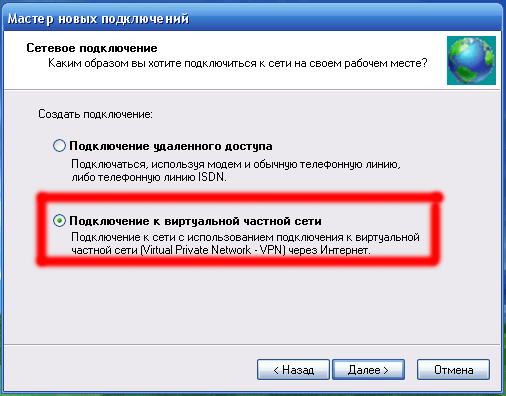 Мастер новых подключений
Сетевое подключение
Каким образом вы хотите подключиться к сети на своем рабочем месте?
Создать подключение:
Подключение удаленного доступа
Подключаться, используя модем и обычную телефонную линию,
либо телефонную линию ISDN.
Подключение к виртуальной частной сети
Подключение к сети с использованием подключения к виртуальной
частной сети (Virtual Private Network - VPN) через Интернет.
< Назад Далее > Отмена